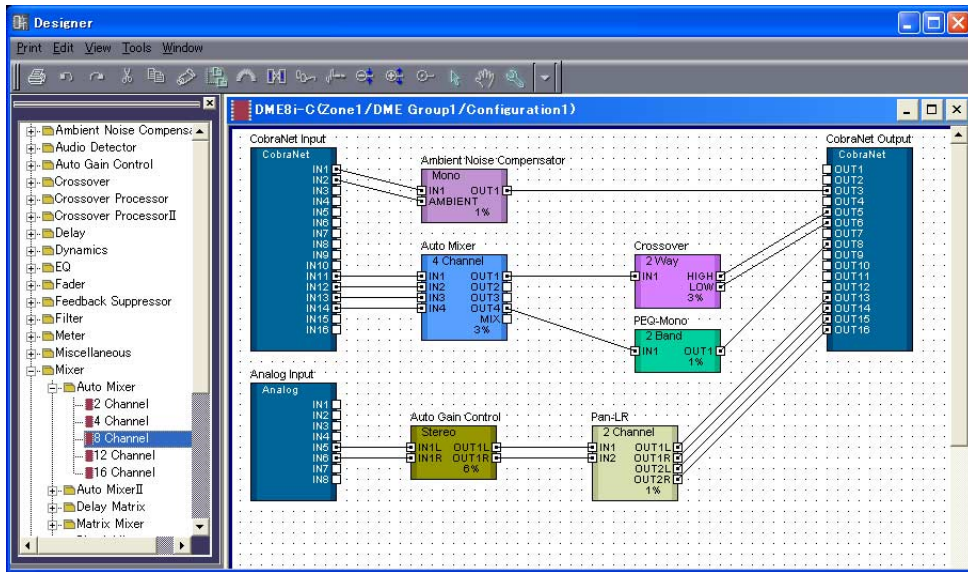 Designer
Print Edit View Tools Window
DME8i-C(Zone1/DME Group1/Configuration1)
Ambient Noise Compensa
Audio Detector
Auto Gain Control
Crossover
Crossover Processor
Crossover ProcessorⅡ
Delay
Dynamics
EQ
Fader
Feedback Suppressor
Filter
Meter
Miscellaneous
Mixer
Auto Mixer
2 Channel
4 Channel
8 Channel
12 Channel
16 Channel
Auto MixerⅡ
Delay Matrix
Matrix Mixer
CobraNet Input
CobraNet
IN1
IN2
IN3
IN4
IN5
IN6
IN7
IN8
IN9
IN10
IN11
IN12
IN13
IN14
IN15
IN16
Analog Input
Analog
IN1
IN2
IN3
IN4
IN5
IN6
IN7
IN8
Ambient Noise Compensator
Mono
IN1 OUT1
AMBIENT
1%
Auto Mixer
4 Channel
IN1 OUT1
IN2 OUT2
IN3 OUT3
IN4 OUT4
MIX
3%
Auto Gain Control
Stereo
IN1L OUT1L
IN1R OUT1R
6%
Crossover
2 Way
IN1 HIGH
LOW
3%
PEQ-Mono
2 Band
IN1 OUT1
1%
Pan-LR
2 Channel
IN1 OUT1L
IN2 OUT1R
OUT2L
OUT2R
1%
CobraNet Output
CobraNet
OUT1
OUT2
OUT3
OUT4
OUT5
OUT6
OUT7
OUT8
OUT9
OUT10
OUT11
OUT12
OUT13
OUT14
OUT15
OUT16